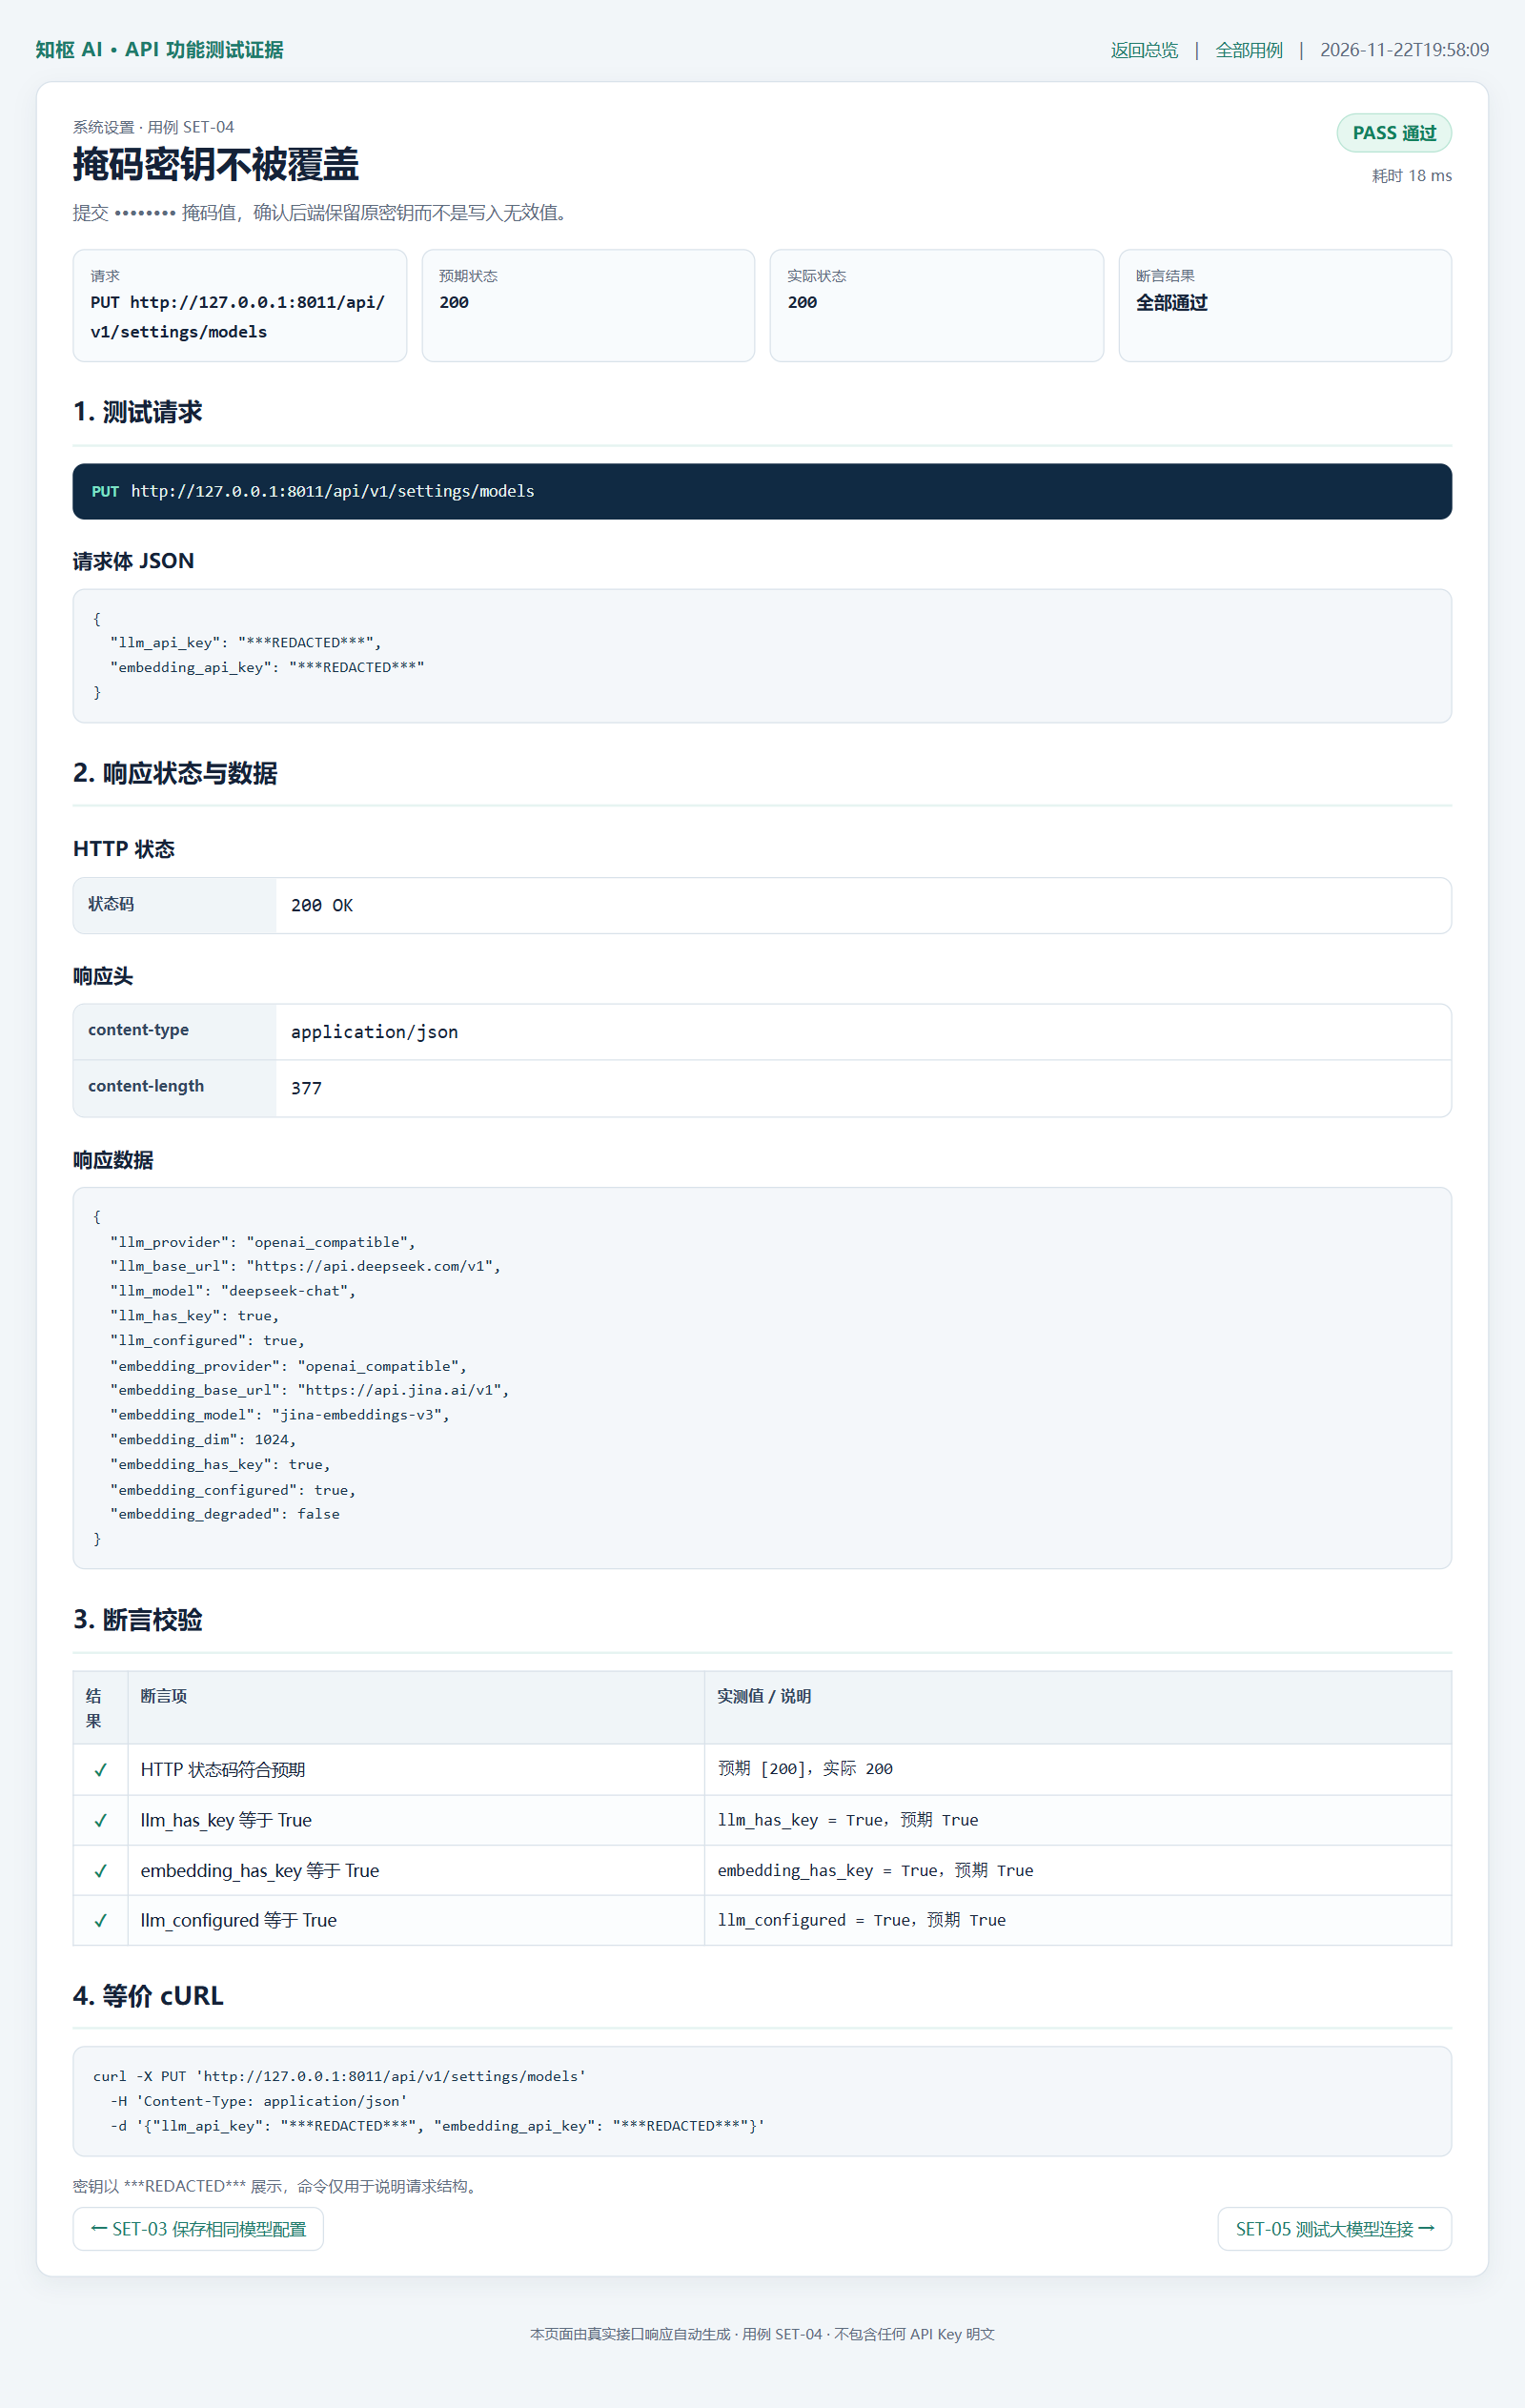 知枢 AI • API 功能测试证据
返回总览 | 全部用例 | 2026-11-22T19:58:09
系统设置 · 用例 SET-04
掩码密钥不被覆盖
提交 •••••••• 掩码值，确认后端保留原密钥而不是写入无效值。
PASS 通过
耗时 18 ms
请求
PUT http://127.0.0.1:8011/api/
v1/settings/models
预期状态
200
实际状态
200
断言结果
全部通过
1. 测试请求
PUT http://127.0.0.1:8011/api/v1/settings/models
请求体 JSON
{
  "llm_api_key": "***REDACTED***",
  "embedding_api_key": "***REDACTED***"
}
2. 响应状态与数据
HTTP 状态
状态码 200 OK
响应头
content-type application/json
content-length 377
响应数据
{
  "llm_provider": "openai_compatible",
  "llm_base_url": "https://api.deepseek.com/v1",
  "llm_model": "deepseek-chat",
  "llm_has_key": true,
  "llm_configured": true,
  "embedding_provider": "openai_compatible",
  "embedding_base_url": "https://api.jina.ai/v1",
  "embedding_model": "jina-embeddings-v3",
  "embedding_dim": 1024,
  "embedding_has_key": true,
  "embedding_configured": true,
  "embedding_degraded": false
}
3. 断言校验
结果 断言项 实测值 / 说明
✓ HTTP 状态码符合预期 预期 [200]，实际 200
✓ llm_has_key 等于 True llm_has_key = True，预期 True
✓ embedding_has_key 等于 True embedding_has_key = True，预期 True
✓ llm_configured 等于 True llm_configured = True，预期 True
4. 等价 cURL
curl -X PUT 'http://127.0.0.1:8011/api/v1/settings/models'
  -H 'Content-Type: application/json'
  -d '{"llm_api_key": "***REDACTED***", "embedding_api_key": "***REDACTED***"}'
密钥以 ***REDACTED*** 展示，命令仅用于说明请求结构。
← SET-03 保存相同模型配置
SET-05 测试大模型连接 →
本页面由真实接口响应自动生成 · 用例 SET-04 · 不包含任何 API Key 明文